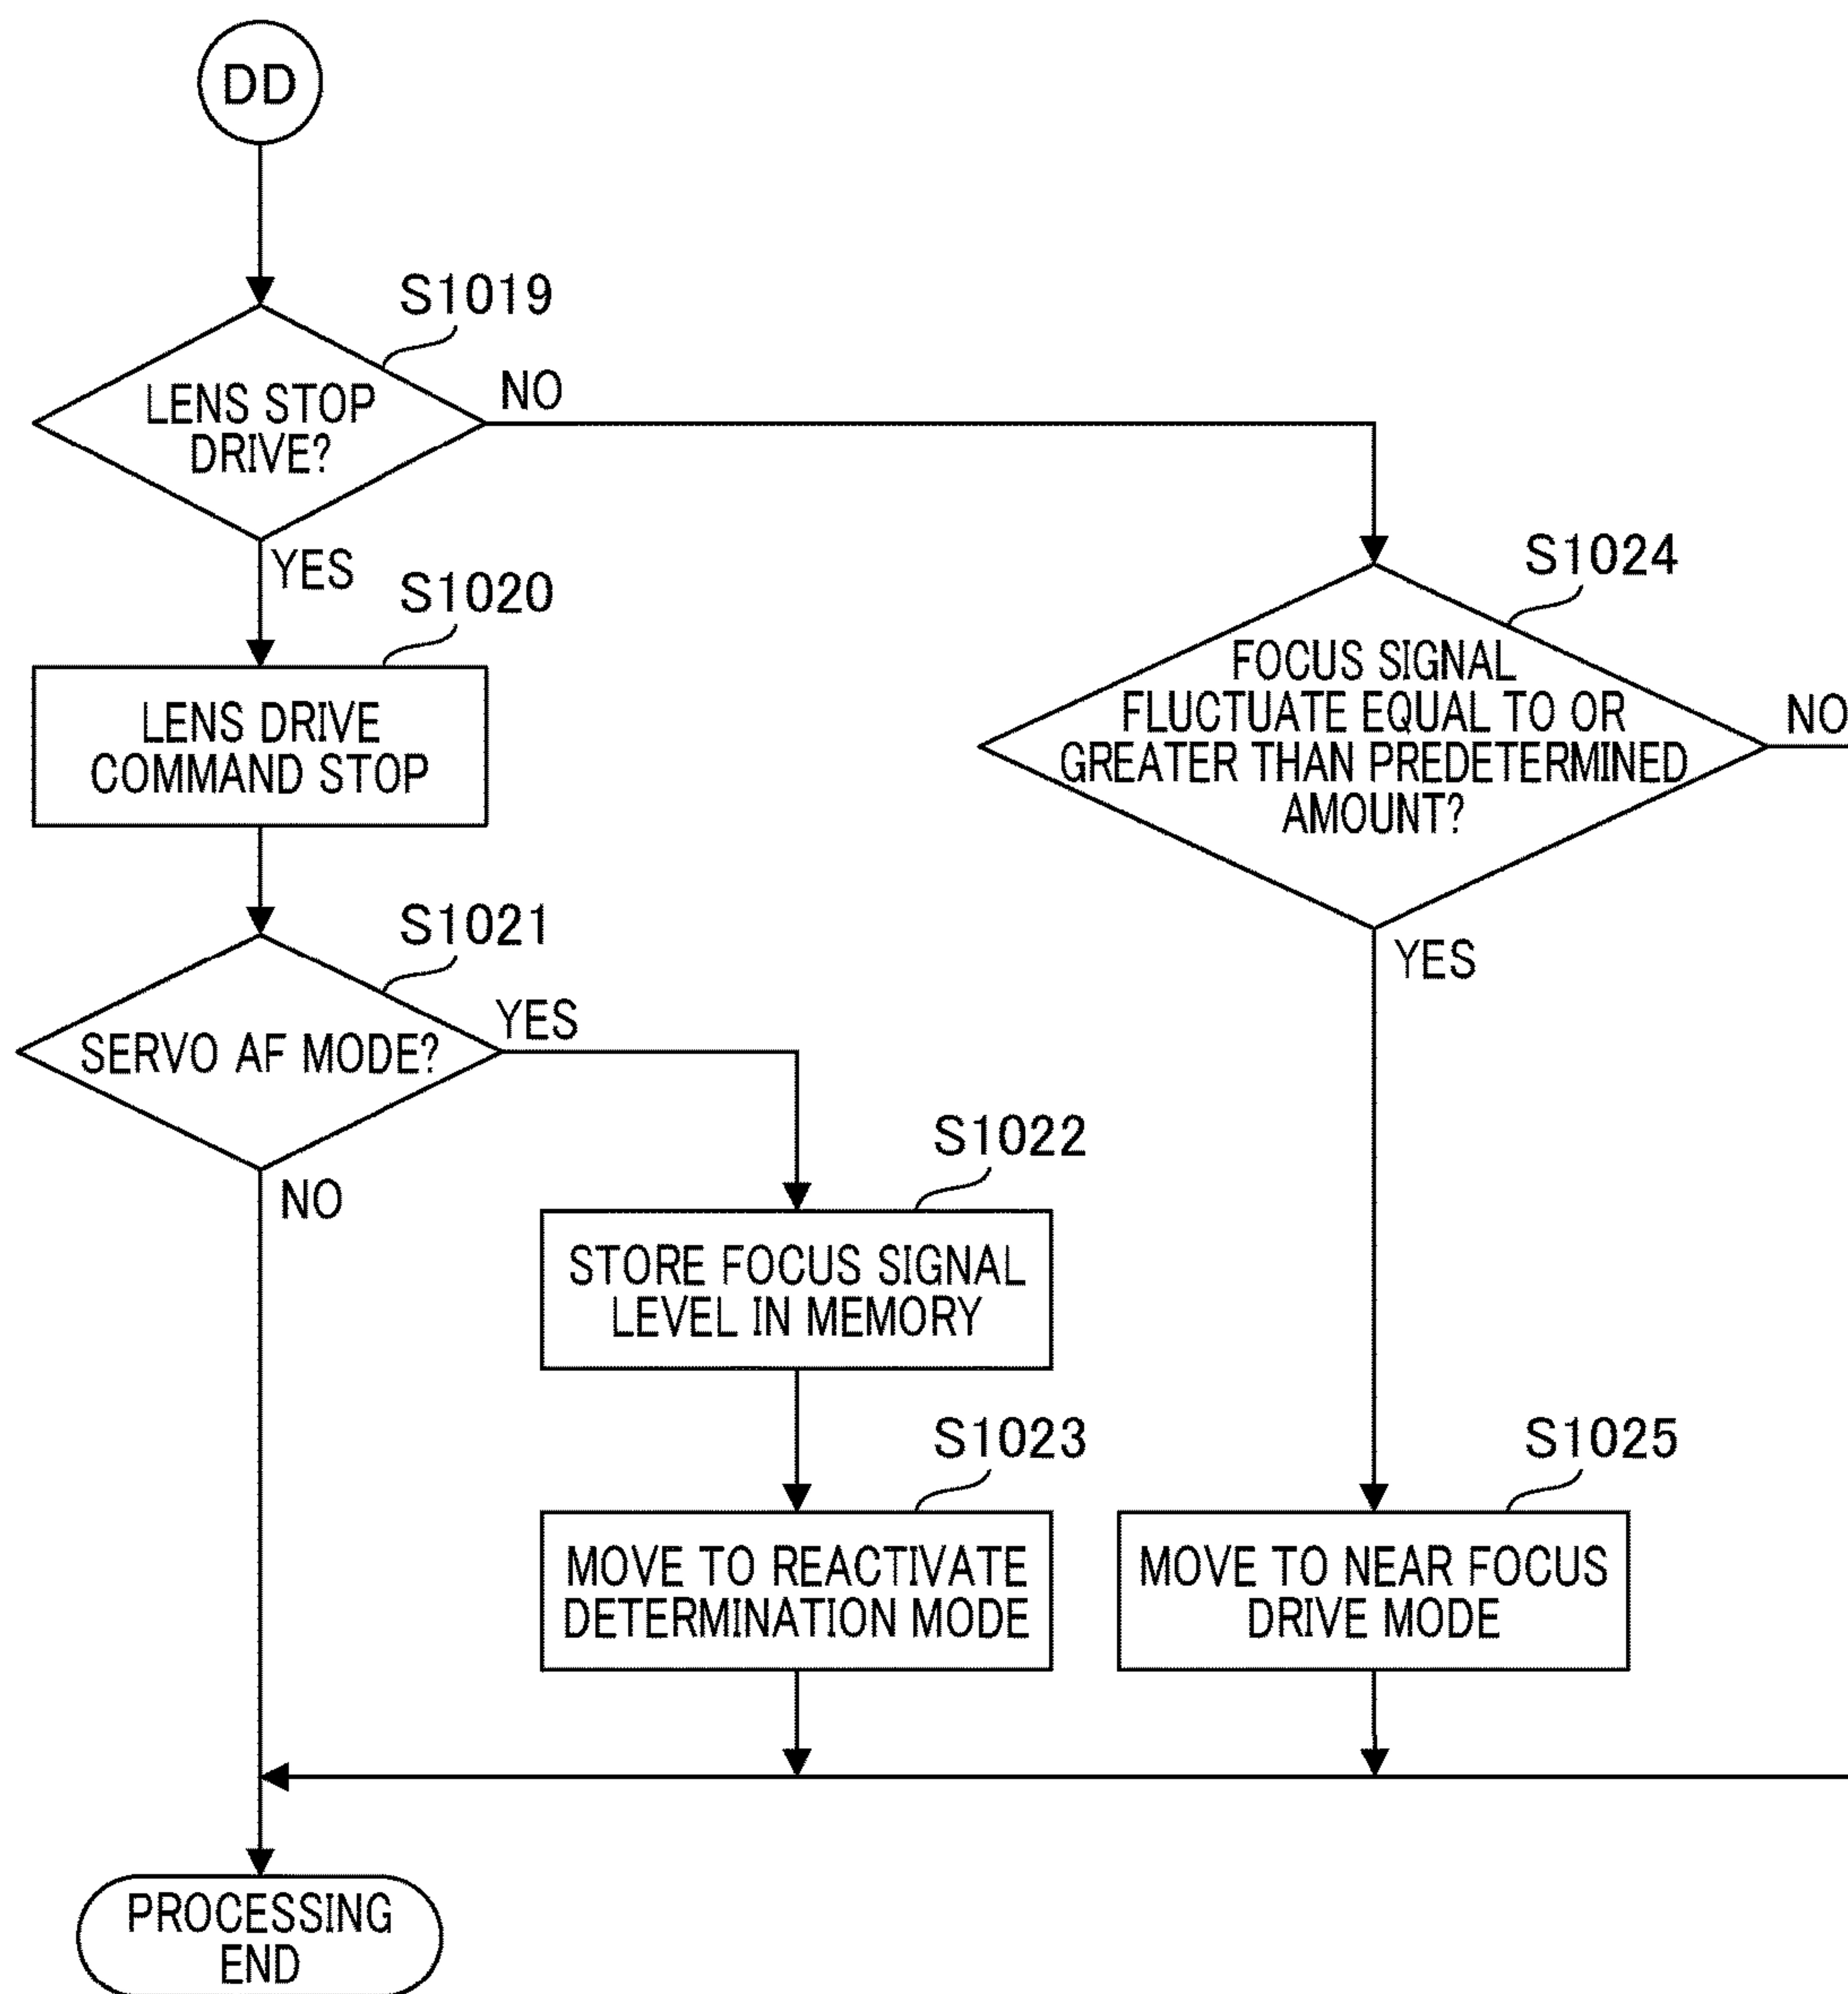 DD
S1019
LENS STOP
DRIVE?
NO
YES
S1020
LENS DRIVE
COMMAND STOP
S1021
SERVO AF MODE?
YES
NO
S1022
STORE FOCUS SIGNAL
LEVEL IN MEMORY
S1023
MOVE TO REACTIVATE
DETERMINATION MODE
S1024
FOCUS SIGNAL
FLUCTUATE EQUAL TO OR
GREATER THAN PREDETERMINED
AMOUNT?
NO
YES
S1025
MOVE TO NEAR FOCUS
DRIVE MODE
PROCESSING
END